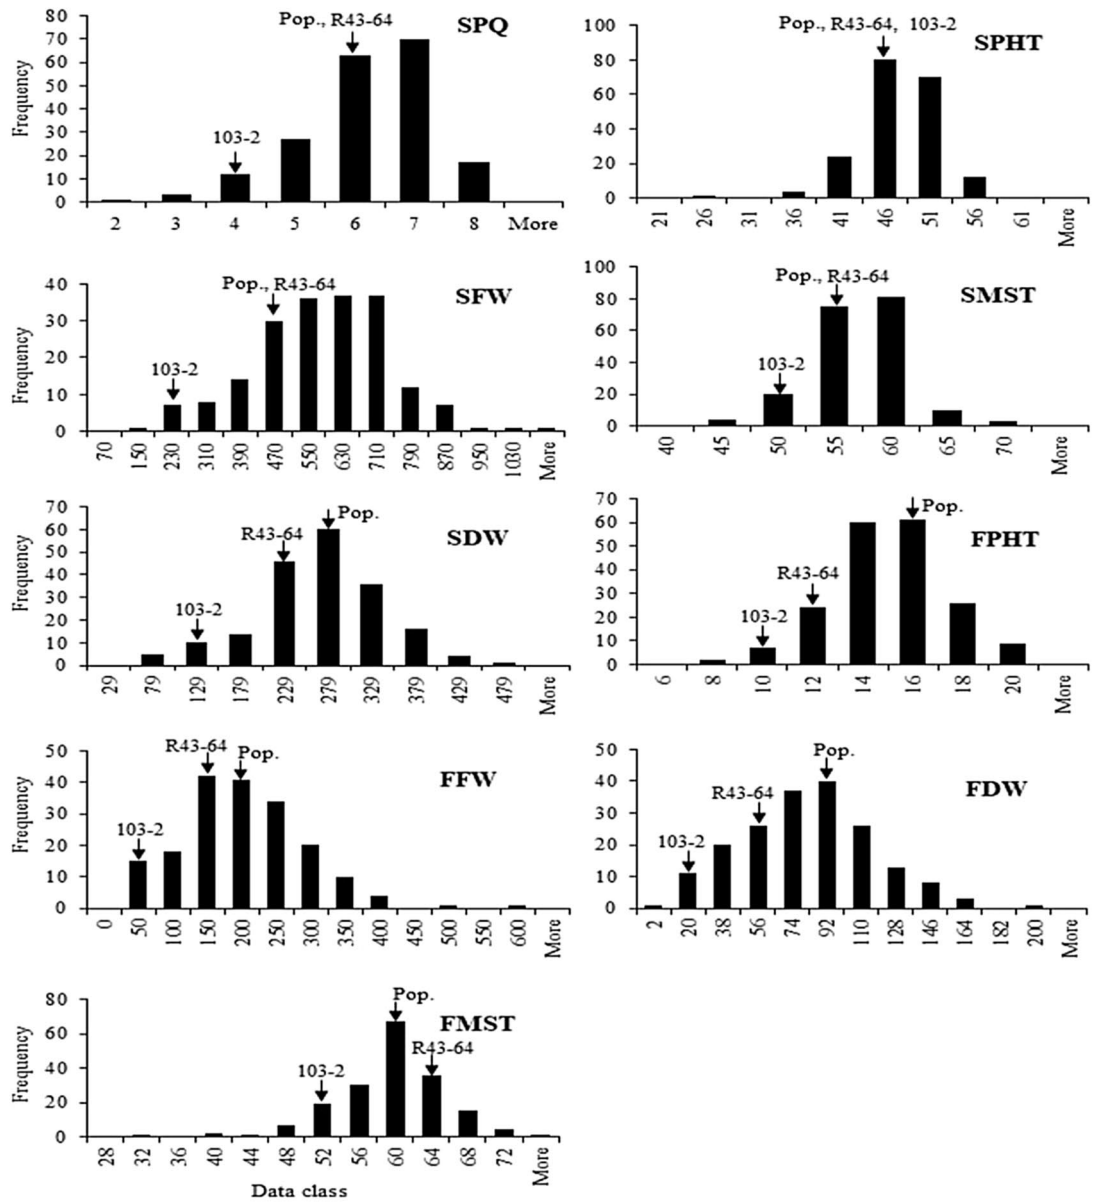 SPQ
Pop., R43-64
103-2
Frequency
80
70
60
50
40
30
20
10
0
2 3 4 5 6 7 8 More
SPHT
Pop., R43-64, 103-2
100
80
60
40
20
0
21 26 31 36 41 46 51 56 61 More
SFW
Pop., R43-64
103-2
Frequency
40
30
20
10
0
70 150 230 310 390 470 550 630 710 790 870 950 1030 More
SMST
Pop., R43-64
103-2
100
80
60
40
20
0
40 45 50 55 60 65 70 More
SDW
Pop.
R43-64
103-2
Frequency
70
60
50
40
30
20
10
0
29 79 129 179 229 279 329 379 429 479 More
FPHT
Pop.
R43-64
103-2
70
60
50
40
30
20
10
0
6 8 10 12 14 16 18 20 More
FFW
R43-64
Pop.
103-2
Frequency
50
40
30
20
10
0
0 50 100 150 200 250 300 350 400 450 500 550 600 More
FDW
Pop.
R43-64
103-2
50
40
30
20
10
0
2 20 38 56 74 92 110 128 146 164 182 200 More
FMST
Pop.
R43-64
103-2
Frequency
80
60
40
20
0
28 32 36 40 44 48 52 56 60 64 68 72 More
Data class